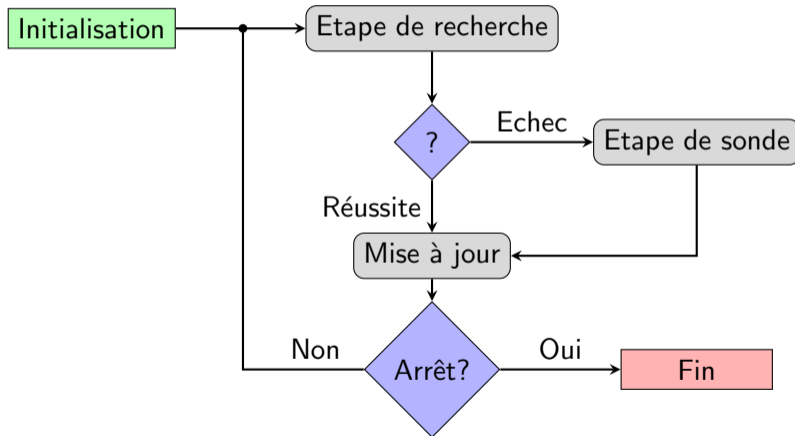 Initialisation
Etape de recherche
?
Echec
Etape de sonde
Réussite
Mise à jour
Non
Arrêt?
Oui
Fin